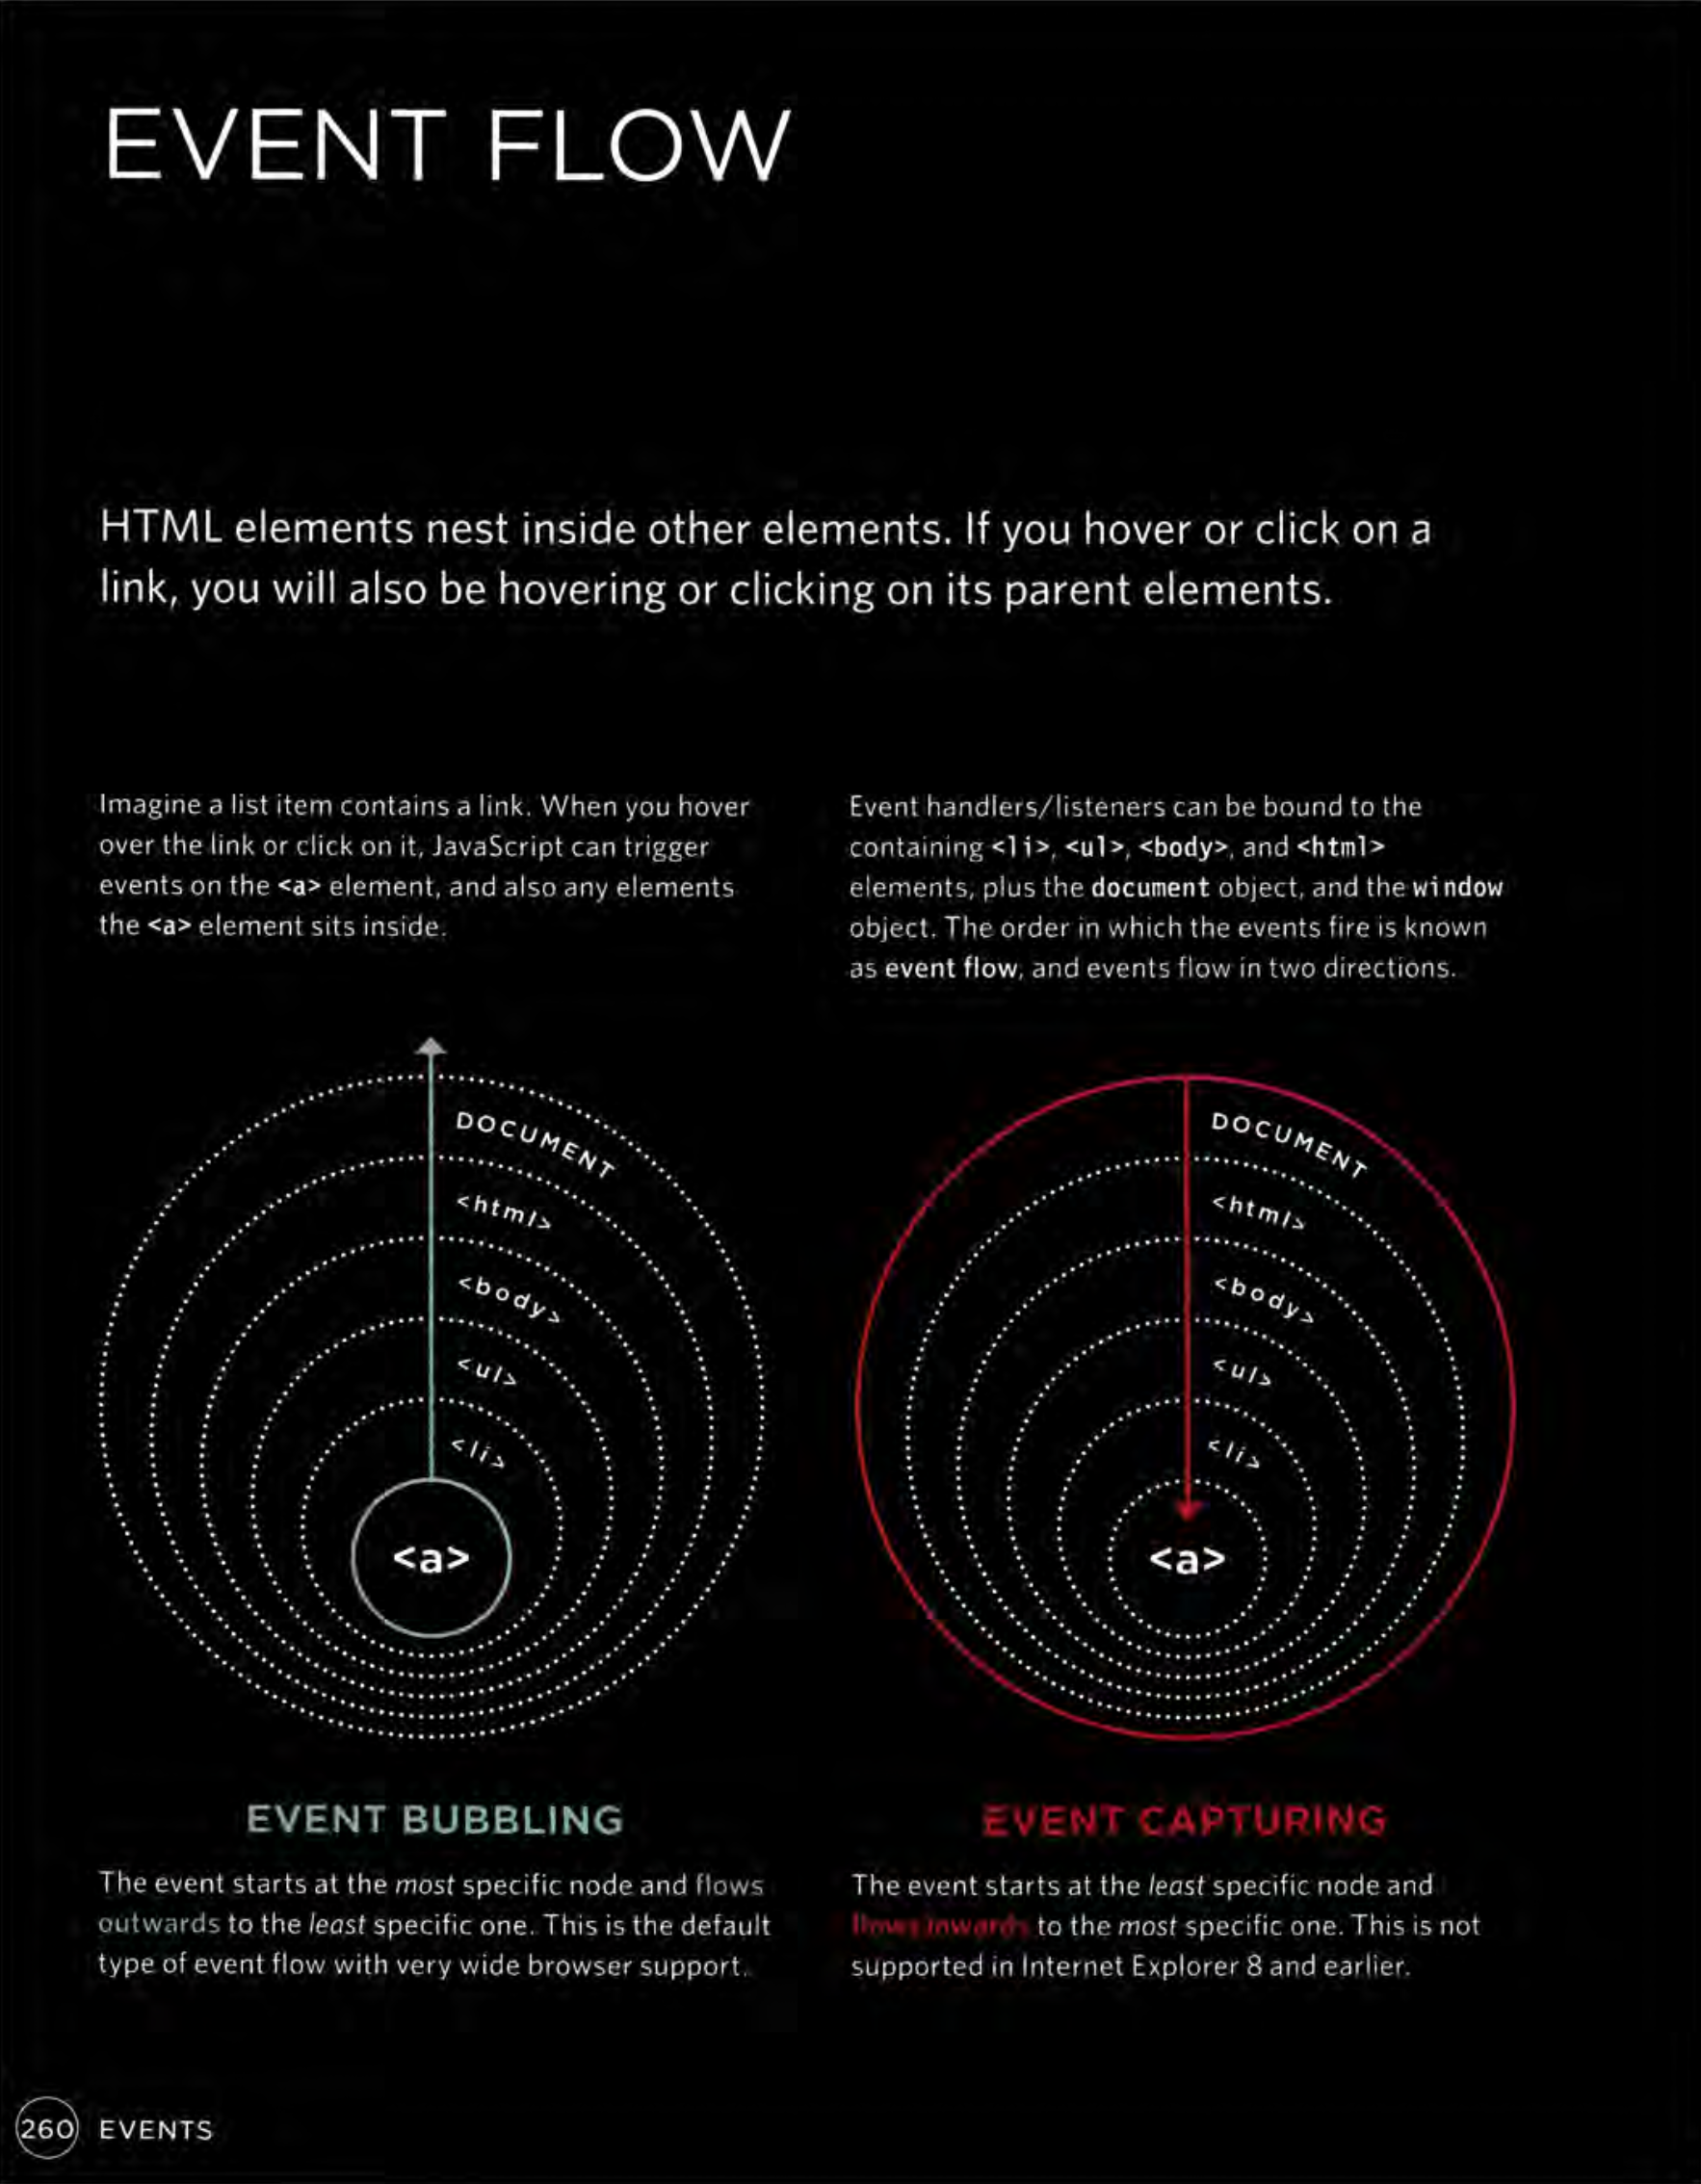 EVENT FLOW
HTML elements nest inside other elements. If you hover or click on a
link, you will also be hovering or clicking on its parent elements.
Imagine a list item contains a link. When you hover
over the link or click on it, JavaScript can trigger
events on the <a> element, and also any elements
the <a> element sits inside.
Event handlers/listeners can be bound to the
containing <li>, <ul>, <body>, and <html>
elements, plus the document object, and the window
object. The order in which the events fire is known
as event flow, and events flow in two directions.
DOCUMENT
<html>
<body>
<ul>
<li>
<a>
DOCUMENT
<html>
<body>
<ul>
<li>
<a>
EVENT BUBBLING
The event starts at the most specific node and flows
outwards to the least specific one. This is the default
type of event flow with very wide browser support.
EVENT CAPTURING
The event starts at the least specific node and
flows inwards to the most specific one. This is not
supported in Internet Explorer 8 and earlier.
260 EVENTS